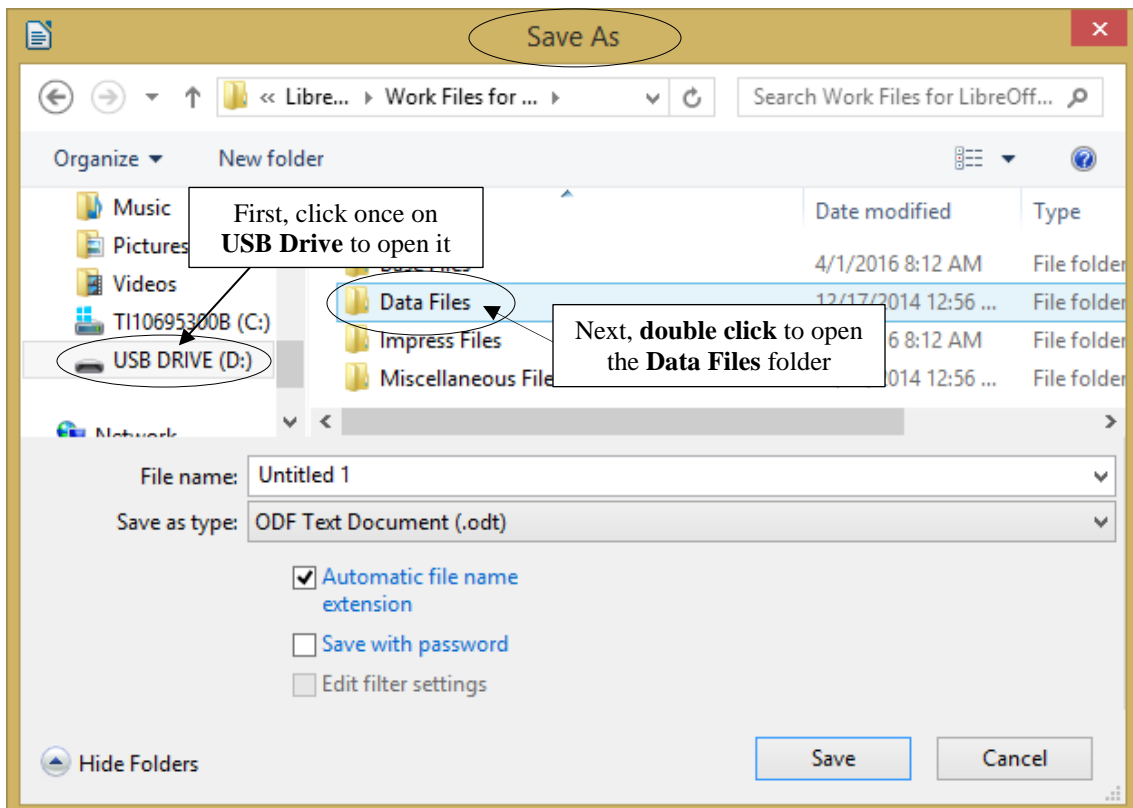 Save As
« Libre... Work Files for ...
Search Work Files for LibreOff...
Organize
New folder
Music
Pictures
Videos
TI10695300B (C:)
USB DRIVE (D:)
Network
First, click once on
USB Drive to open it
Date modified
Type
Base Files
4/1/2016 8:12 AM
File folder
Data Files
12/17/2014 12:56 ...
File folder
Impress Files
6 8:12 AM
File folder
Miscellaneous File
014 12:56 ...
File folder
Next, double click to open
the Data Files folder
File name:
Untitled 1
Save as type:
ODF Text Document (.odt)
Automatic file name
extension
Save with password
Edit filter settings
Hide Folders
Save
Cancel